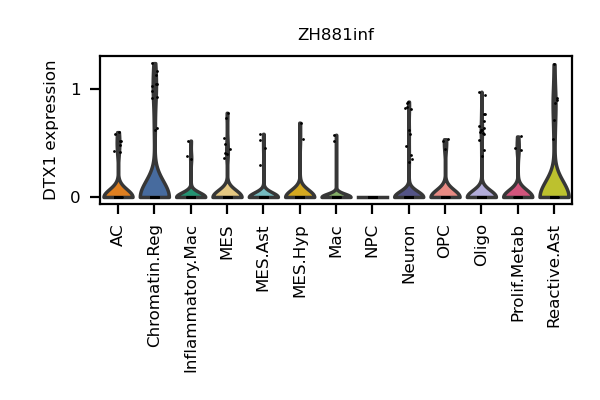 ZH881inf
DTX1 expression
1
0
AC
Chromatin.Reg
Inflammatory.Mac
MES
MES.Ast
MES.Hyp
Mac
NPC
Neuron
OPC
Oligo
Prolif.Metab
Reactive.Ast